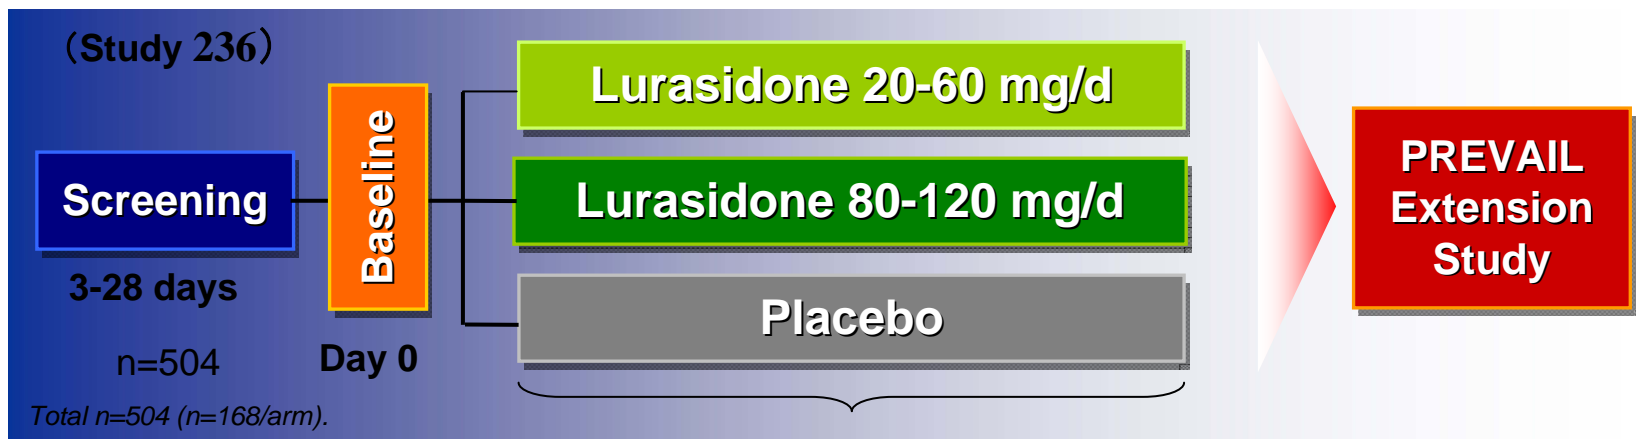 （Study 236）
Screening
3-28 days
n=504
Total n=504 (n=168/arm).
Baseline
Day 0
Lurasidone 20-60 mg/d
Lurasidone 80-120 mg/d
Placebo
PREVAIL
Extension
Study